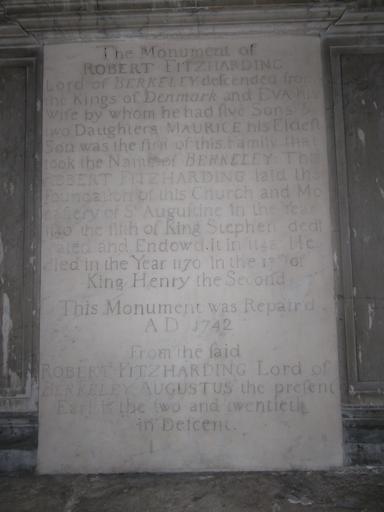 The Monument of
ROBERT FITZHARDING
Lord of BERKELEY descended from
the Kings of Denmark and EVA his
Wife by whom he had five Sons &
two Daughters MAURICE his Eldest
Son was the first of this Family that
took the Name of BERKELEY This
ROBERT FITZHARDING laid the
Foundation of this Church and Mo
nastery of St Augustine in the Year
1140 the fifth of King Stephen dedi
cated and Endowd it in 1148. He
died in the Year 1170 In the of
King Henry the Second
This Monument was Repair'd
A D 1742
From the said
ROBERT FITZHARDING Lord of
BERKELEY AUGUSTUS the present
Earl is the two and twentieth
in Descent.